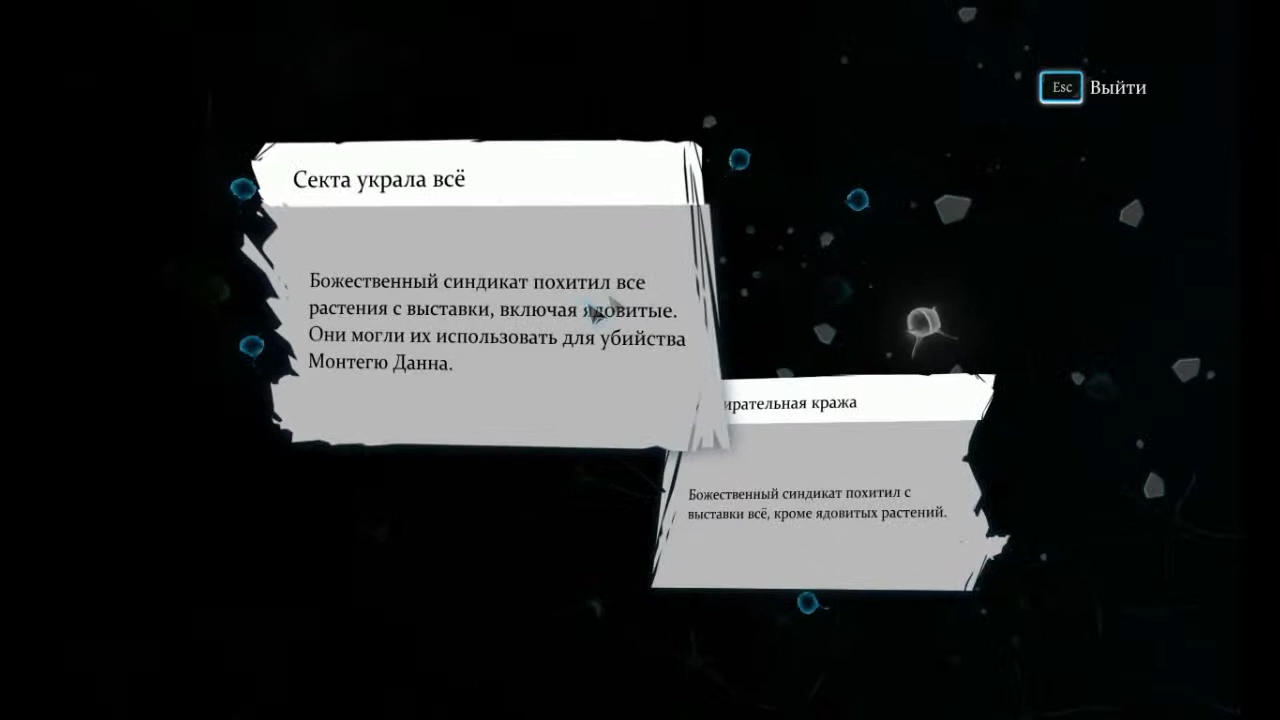 Esc Выйти
Секта украла всё
Божественный синдикат похитил все
растения с выставки, включая ядовитые.
Они могли их использовать для убийства
Монтегю Данна.
кража
Божественный синдикат похитил с
выставки всё, кроме ядовитых растений.